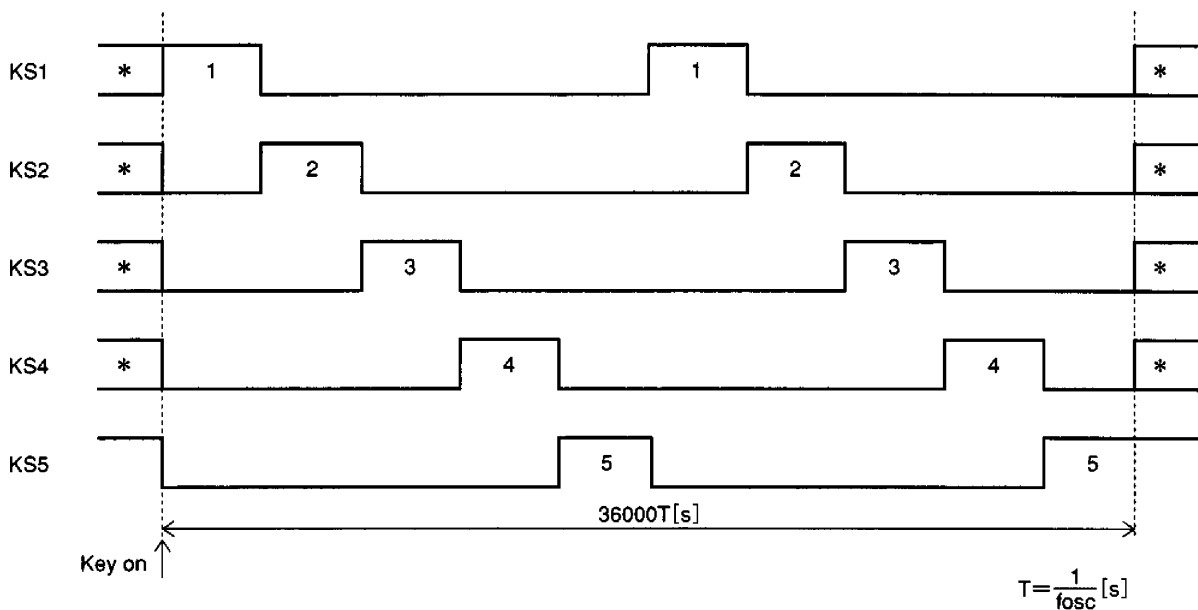 KS1 * 1 1 *
KS2 * 2 2 *
KS3 * 3 3 *
KS4 * 4 4 *
KS5 5 5
36000T[s]
Key on
T=1/fosc[s]